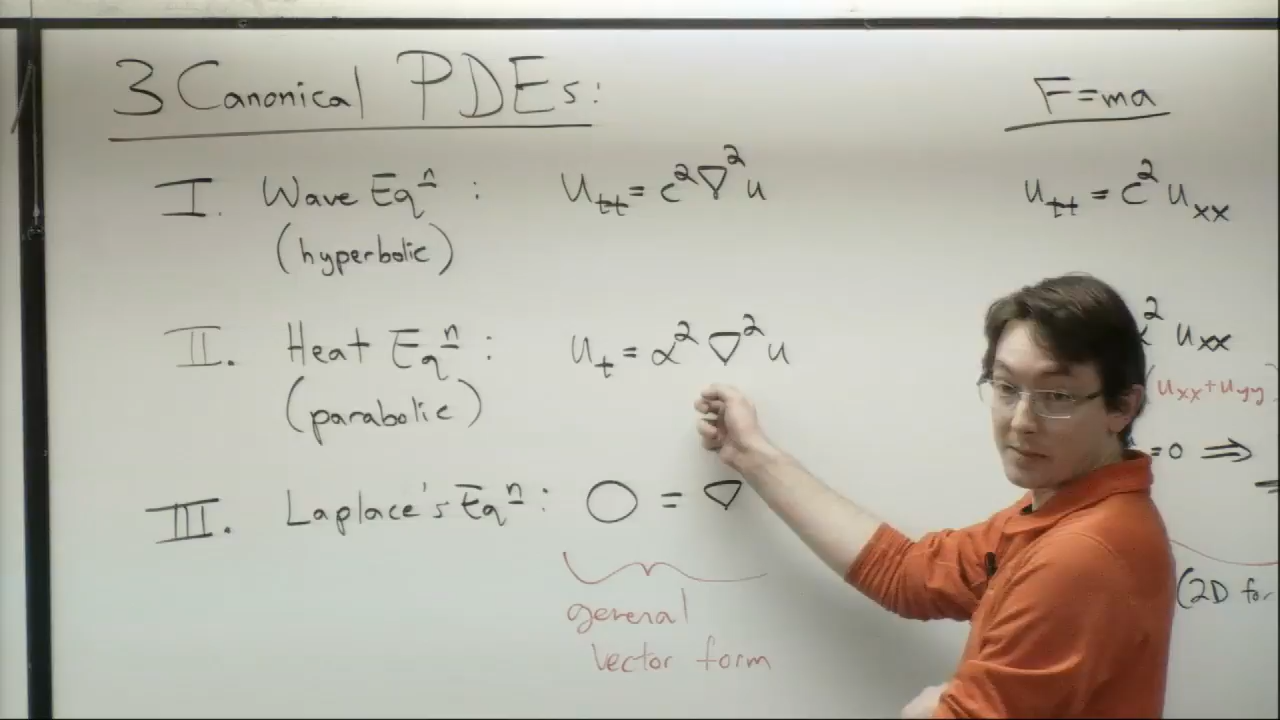 3 Canonical PDEs:
I. Wave Eqⁿ : u_tt = c²∇²u
(hyperbolic)
II. Heat Eqⁿ : u_t = α²∇²u
(parabolic)
III. Laplace's Eqⁿ : 0 = ∇
general
vector form
F=ma
u_tt = c² u_xx
² u_xx
(u_xx+u_yy)
=0 ⇒
=
(2D for